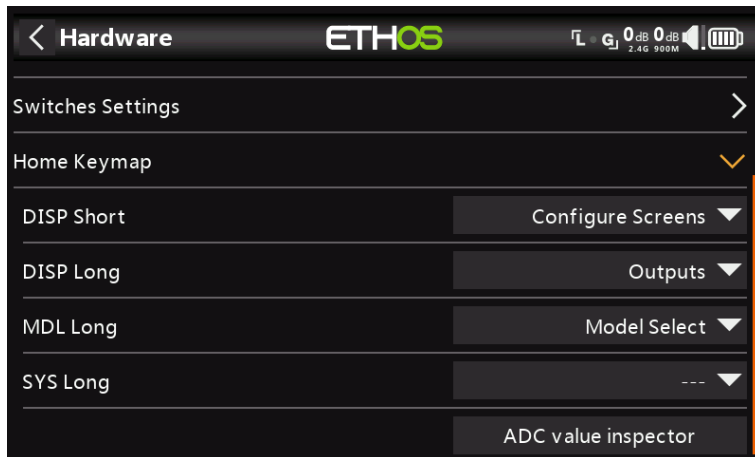 Hardware
ETHOS
L G 0dB 0dB
2.4G 900M
Switches Settings
Home Keymap
DISP Short Configure Screens
DISP Long Outputs
MDL Long Model Select
SYS Long ---
ADC value inspector